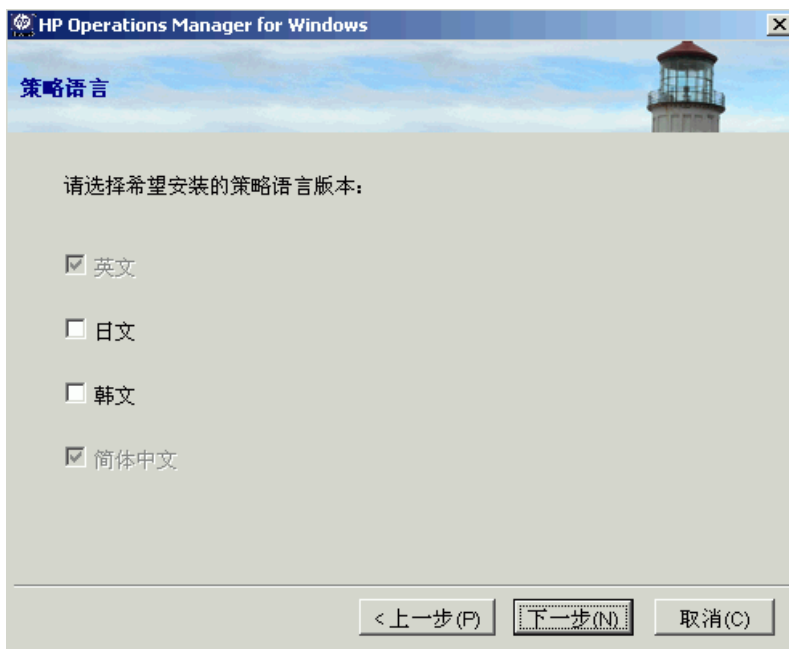 HP Operations Manager for Windows
策略语言
请选择希望安装的策略语言版本：
英文
日文
韩文
简体中文
<上一步(P) 下一步(N) 取消(C)